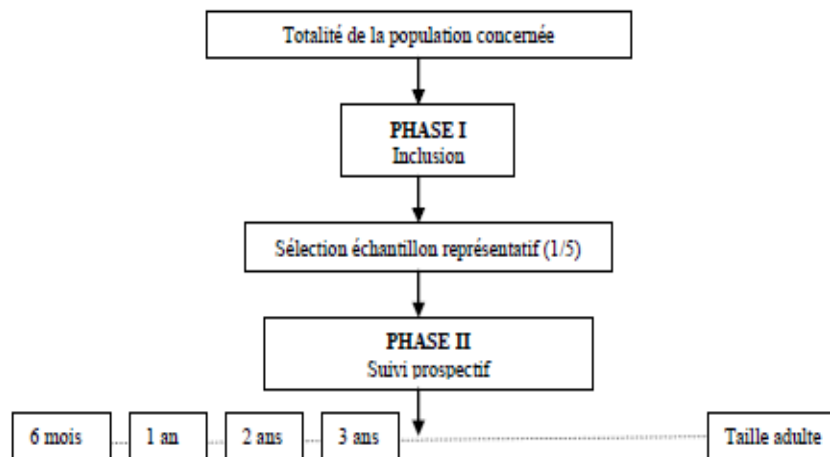 Totalité de la population concernée
PHASE I
Inclusion
Sélection échantillon représentatif (1/5)
PHASE II
Suivi prospectif
6 mois
1 an
2 ans
3 ans
Taille adulte